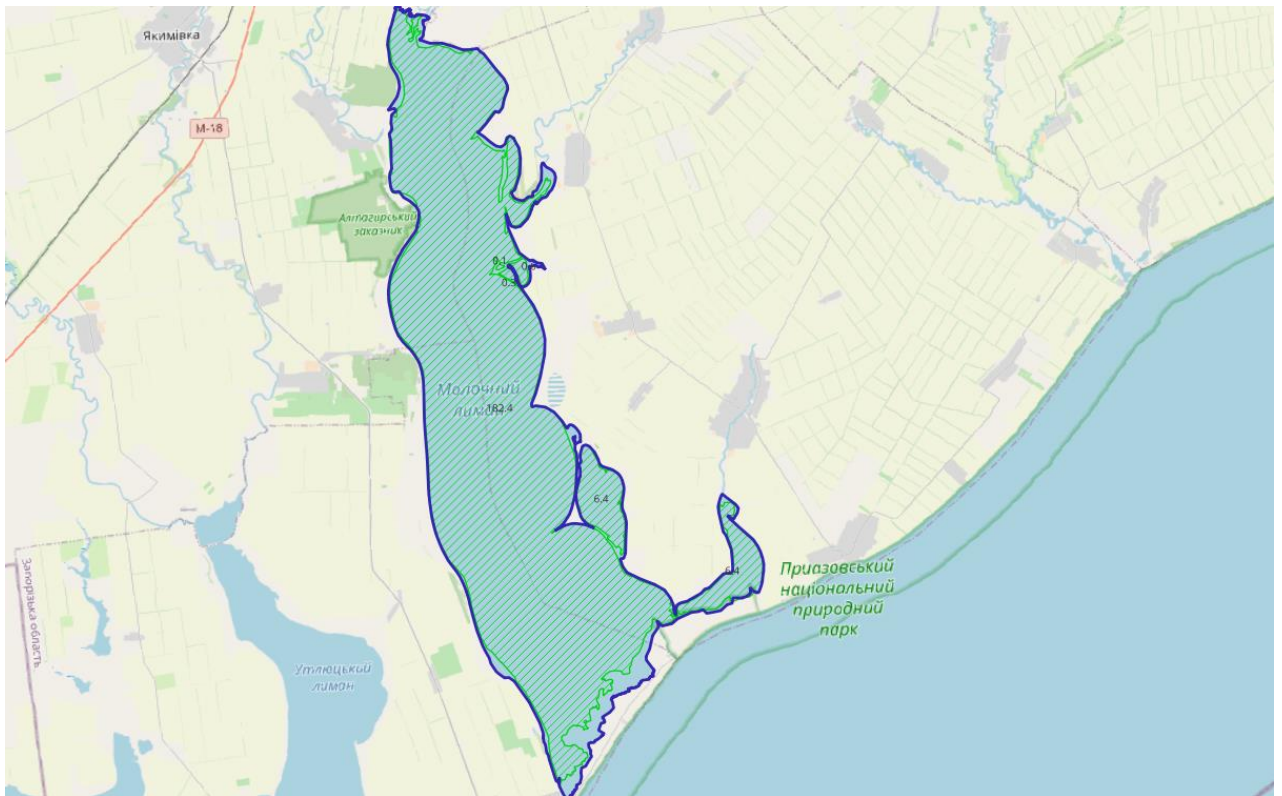 Якимівка
М-18
Алтагирський
заказник
0,1
0,3
Молочний
лиман
182,4
6,4
6,4
Приазовський
національний
природний
парк
Запорізька область
Утлюцький
лиман